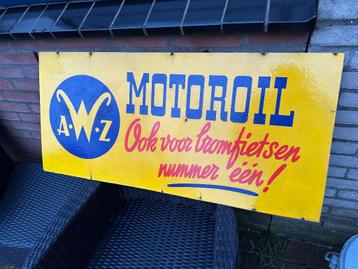 A.W.Z
MOTOROIL
Ook voor bromfietsen
nummer één!